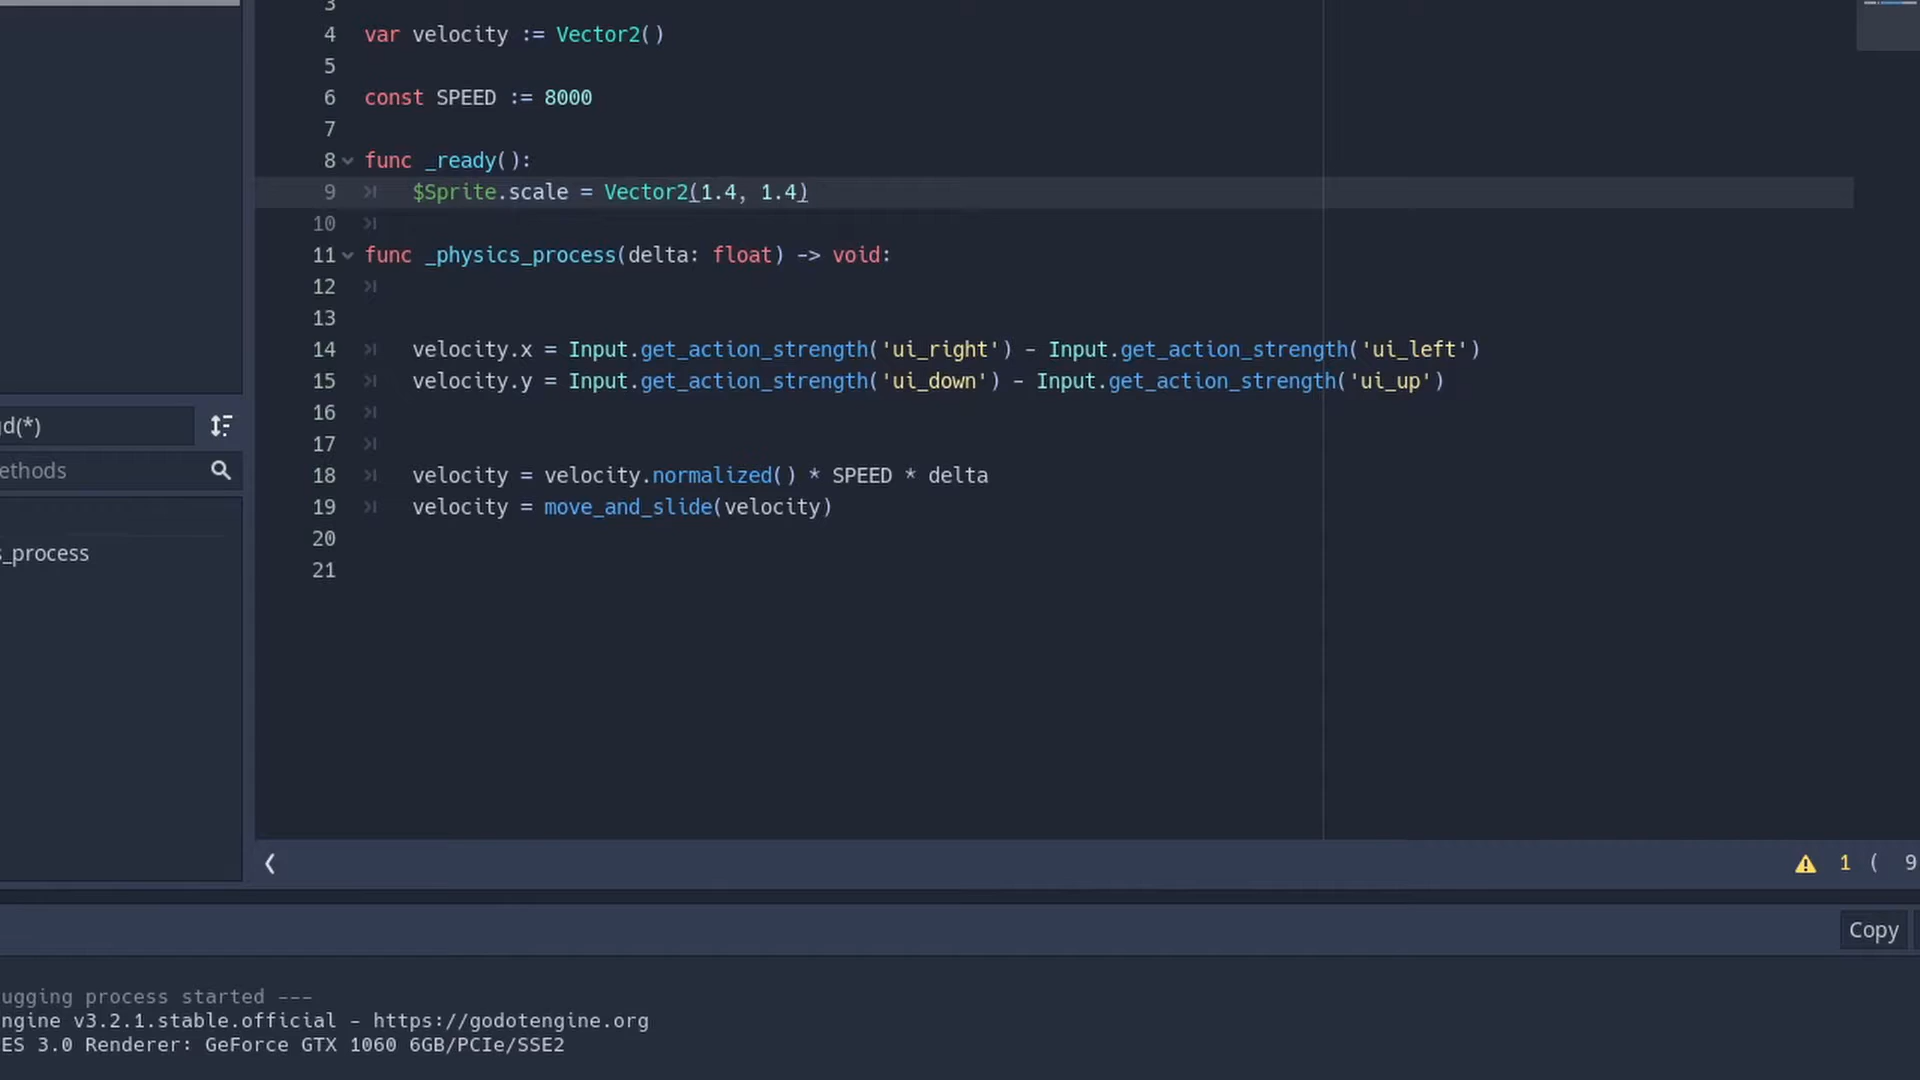 3
4 var velocity := Vector2()
5
6 const SPEED := 8000
7
8 func _ready():
9 $Sprite.scale = Vector2(1.4, 1.4)
10
11 func _physics_process(delta: float) -> void:
12
13
14 velocity.x = Input.get_action_strength('ui_right') - Input.get_action_strength('ui_left')
15 velocity.y = Input.get_action_strength('ui_down') - Input.get_action_strength('ui_up')
16
17
18 velocity = velocity.normalized() * SPEED * delta
19 velocity = move_and_slide(velocity)
20
21
d(*)
ethods
s_process
1 ( 9
Copy
ugging process started ---
ngine v3.2.1.stable.official - https://godotengine.org
ES 3.0 Renderer: GeForce GTX 1060 6GB/PCIe/SSE2